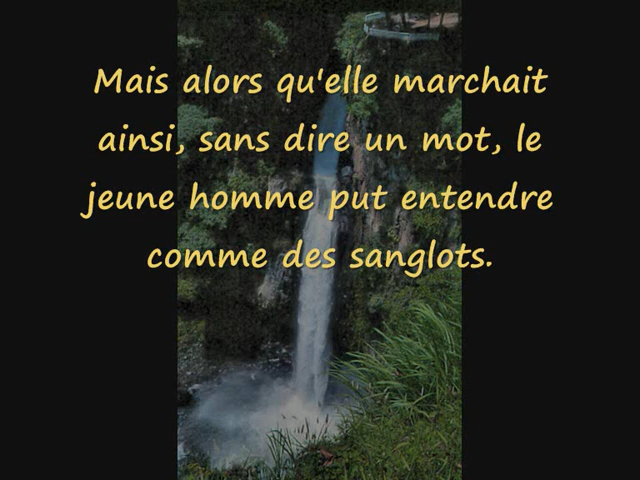 Mais alors qu'elle marchait
ainsi, sans dire un mot, le
jeune homme put entendre
comme des sanglots.